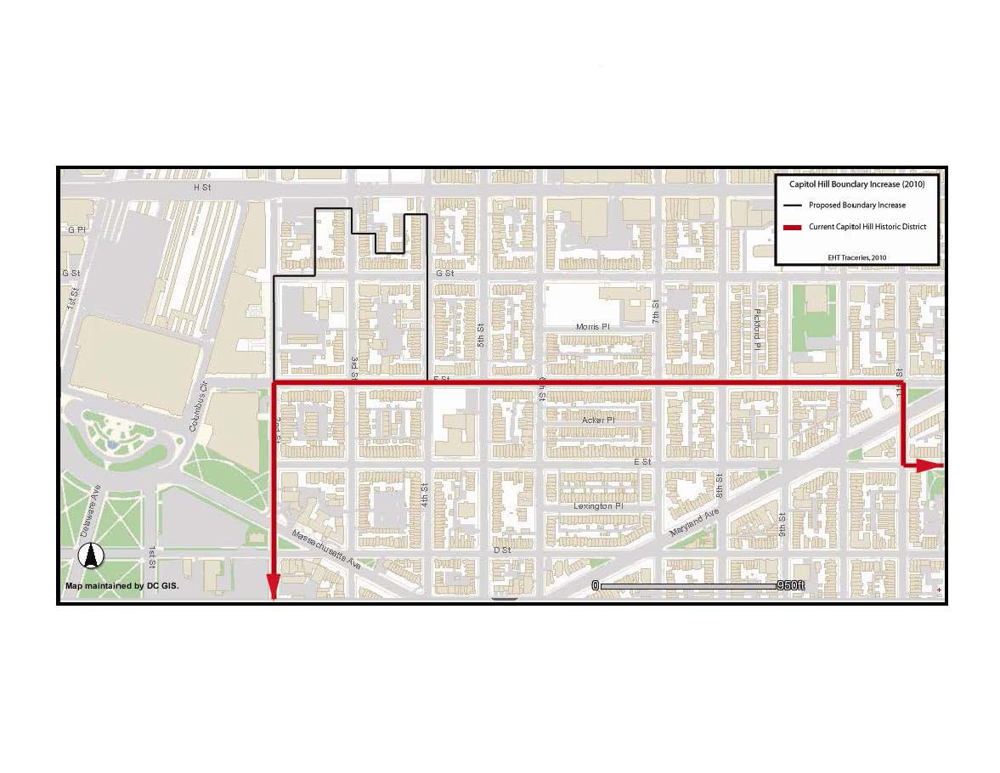 H St
Capitol Hill Boundary Increase (2010)
Proposed Boundary Increase
Current Capitol Hill Historic District
EHT Traceries, 2010
G Pl
G St
G St
1st St
Morris Pl
7th St
5th St
Pickford Pl
3rd St
F St
6th St
11th St
Columbus Cir
2nd St
Acker Pl
E St
4th St
8th St
Lexington Pl
Delaware Ave
Maryland Ave
9th St
Massachusetts Ave
1st St
D St
Map maintained by DC GIS.
0 950ft